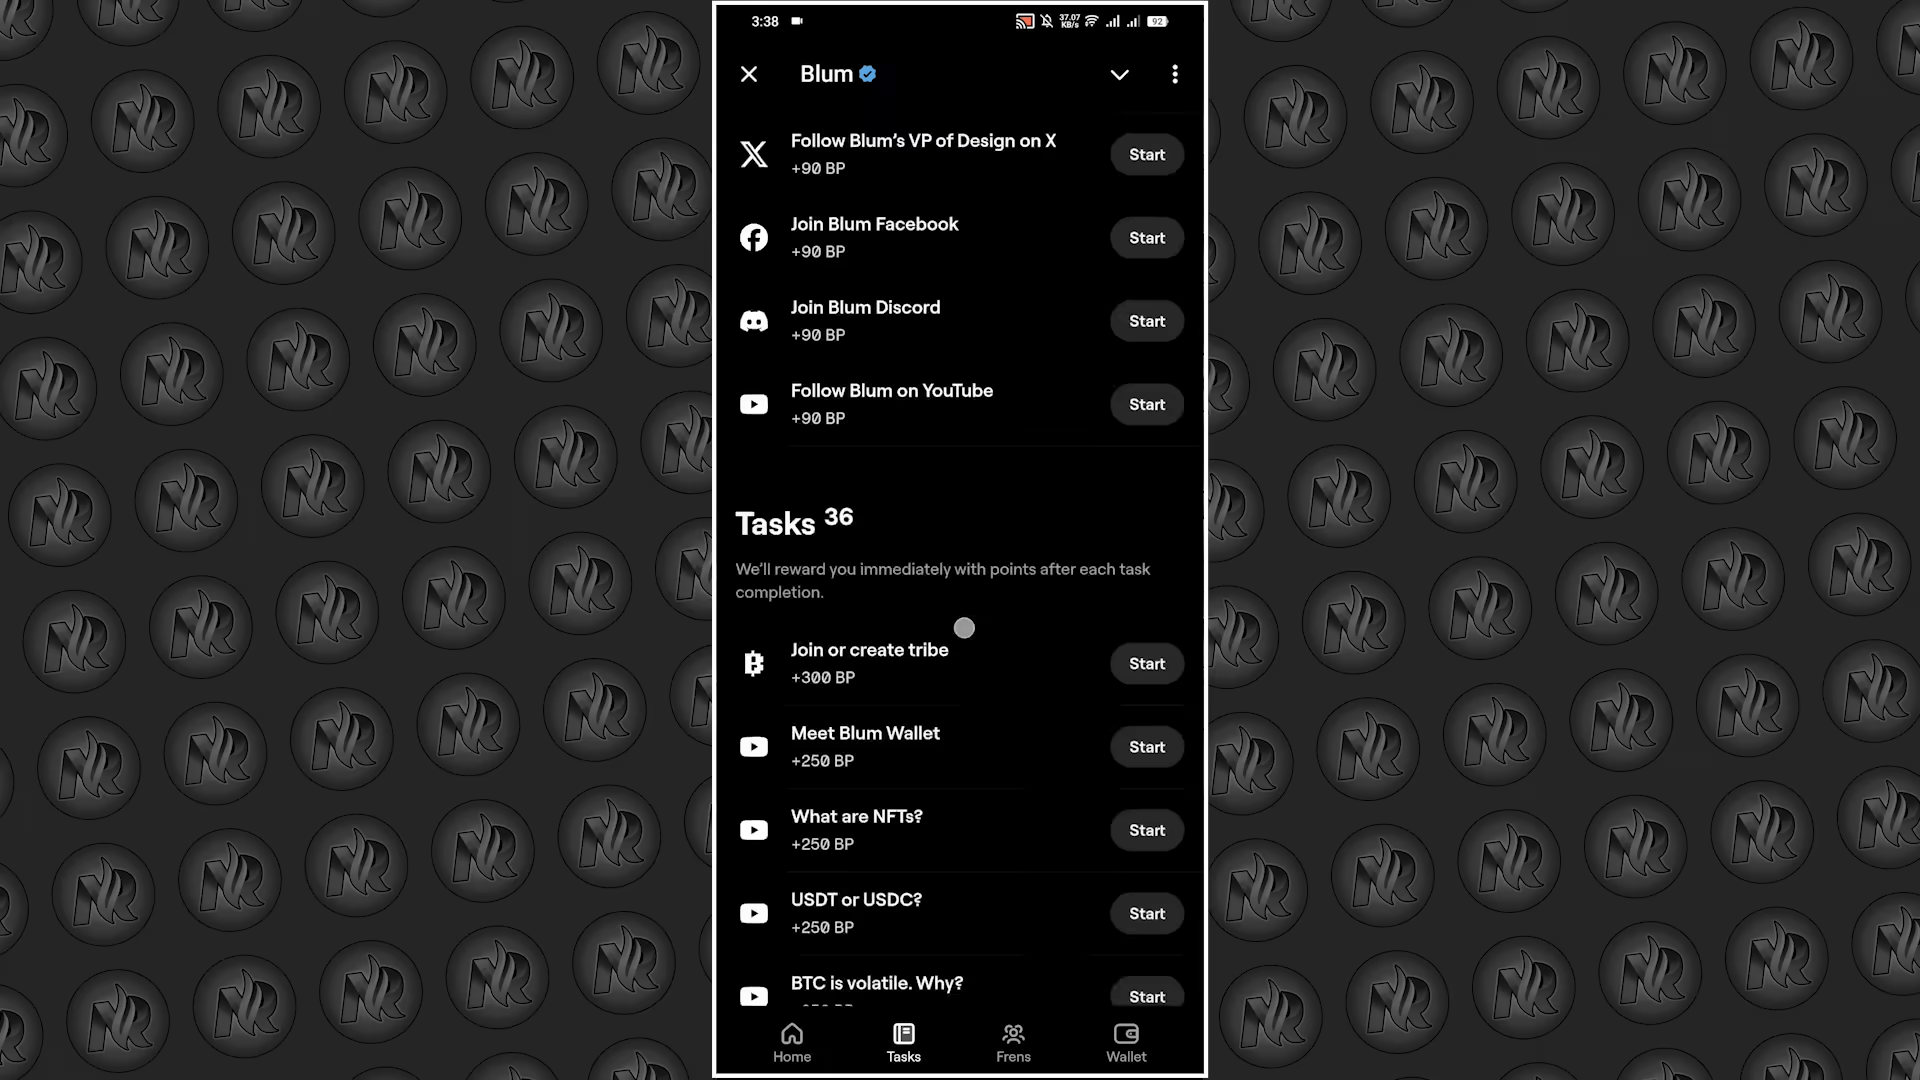 3:38
37.07
KB/s
92
Blum
Follow Blum's VP of Design on X
+90 BP
Start
Join Blum Facebook
+90 BP
Start
Join Blum Discord
+90 BP
Start
Follow Blum on YouTube
+90 BP
Start
Tasks 36
We'll reward you immediately with points after each task
completion.
Join or create tribe
+300 BP
Start
Meet Blum Wallet
+250 BP
Start
What are NFTs?
+250 BP
Start
USDT or USDC?
+250 BP
Start
BTC is volatile. Why?
Start
Home
Tasks
Frens
Wallet